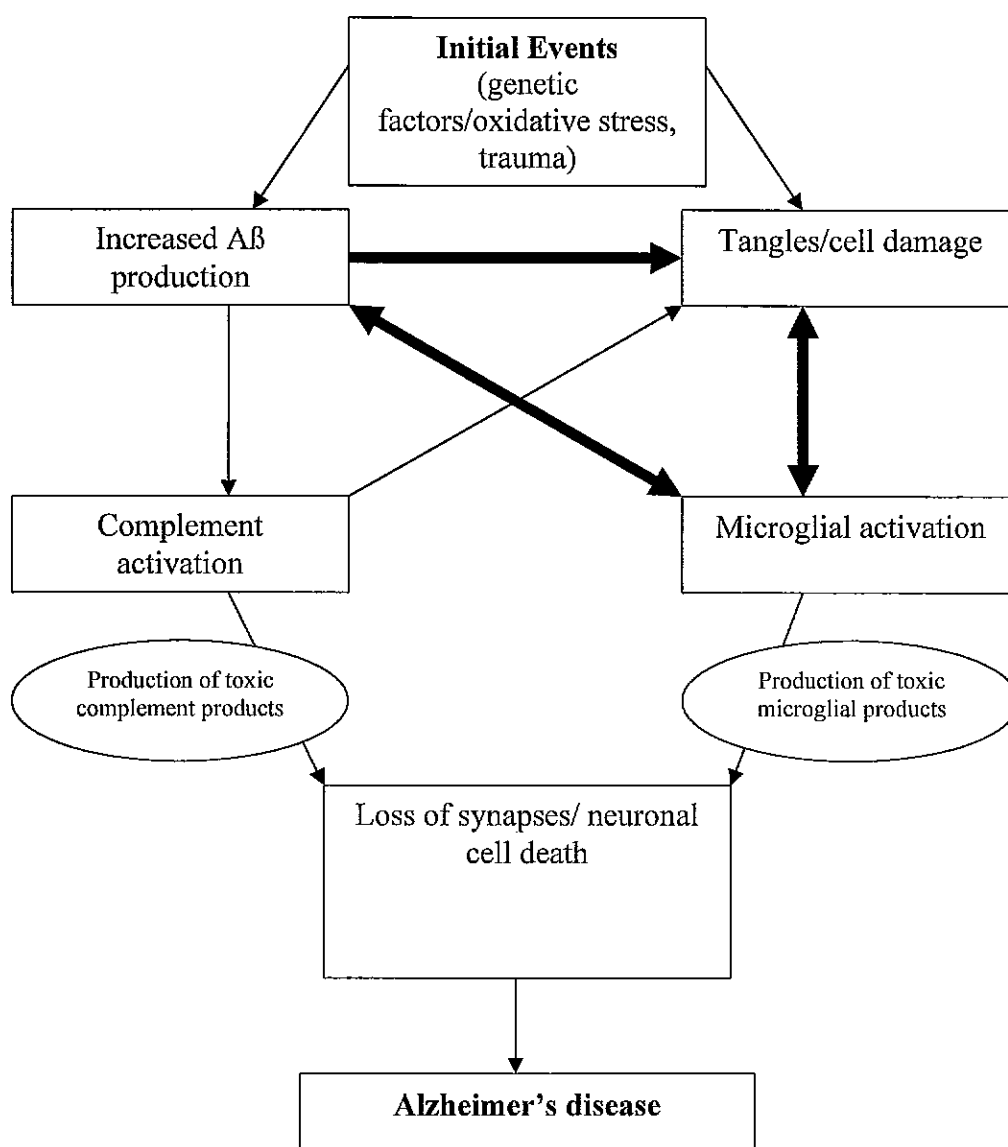 Initial Events
(genetic
factors/oxidative stress,
trauma)
Increased Aß
production
Tangles/cell damage
Complement
activation
Microglial activation
Production of toxic
complement products
Production of toxic
microglial products
Loss of synapses/ neuronal
cell death
Alzheimer's disease